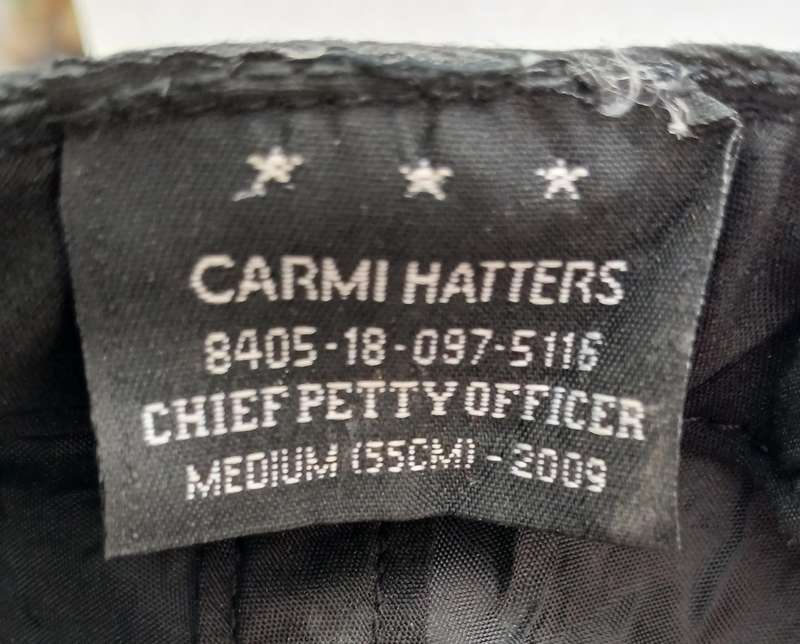 CARMI HATTERS
8405-18-097-5116
CHIEF PETTY OFFICER
MEDIUM (55CM) - 2009